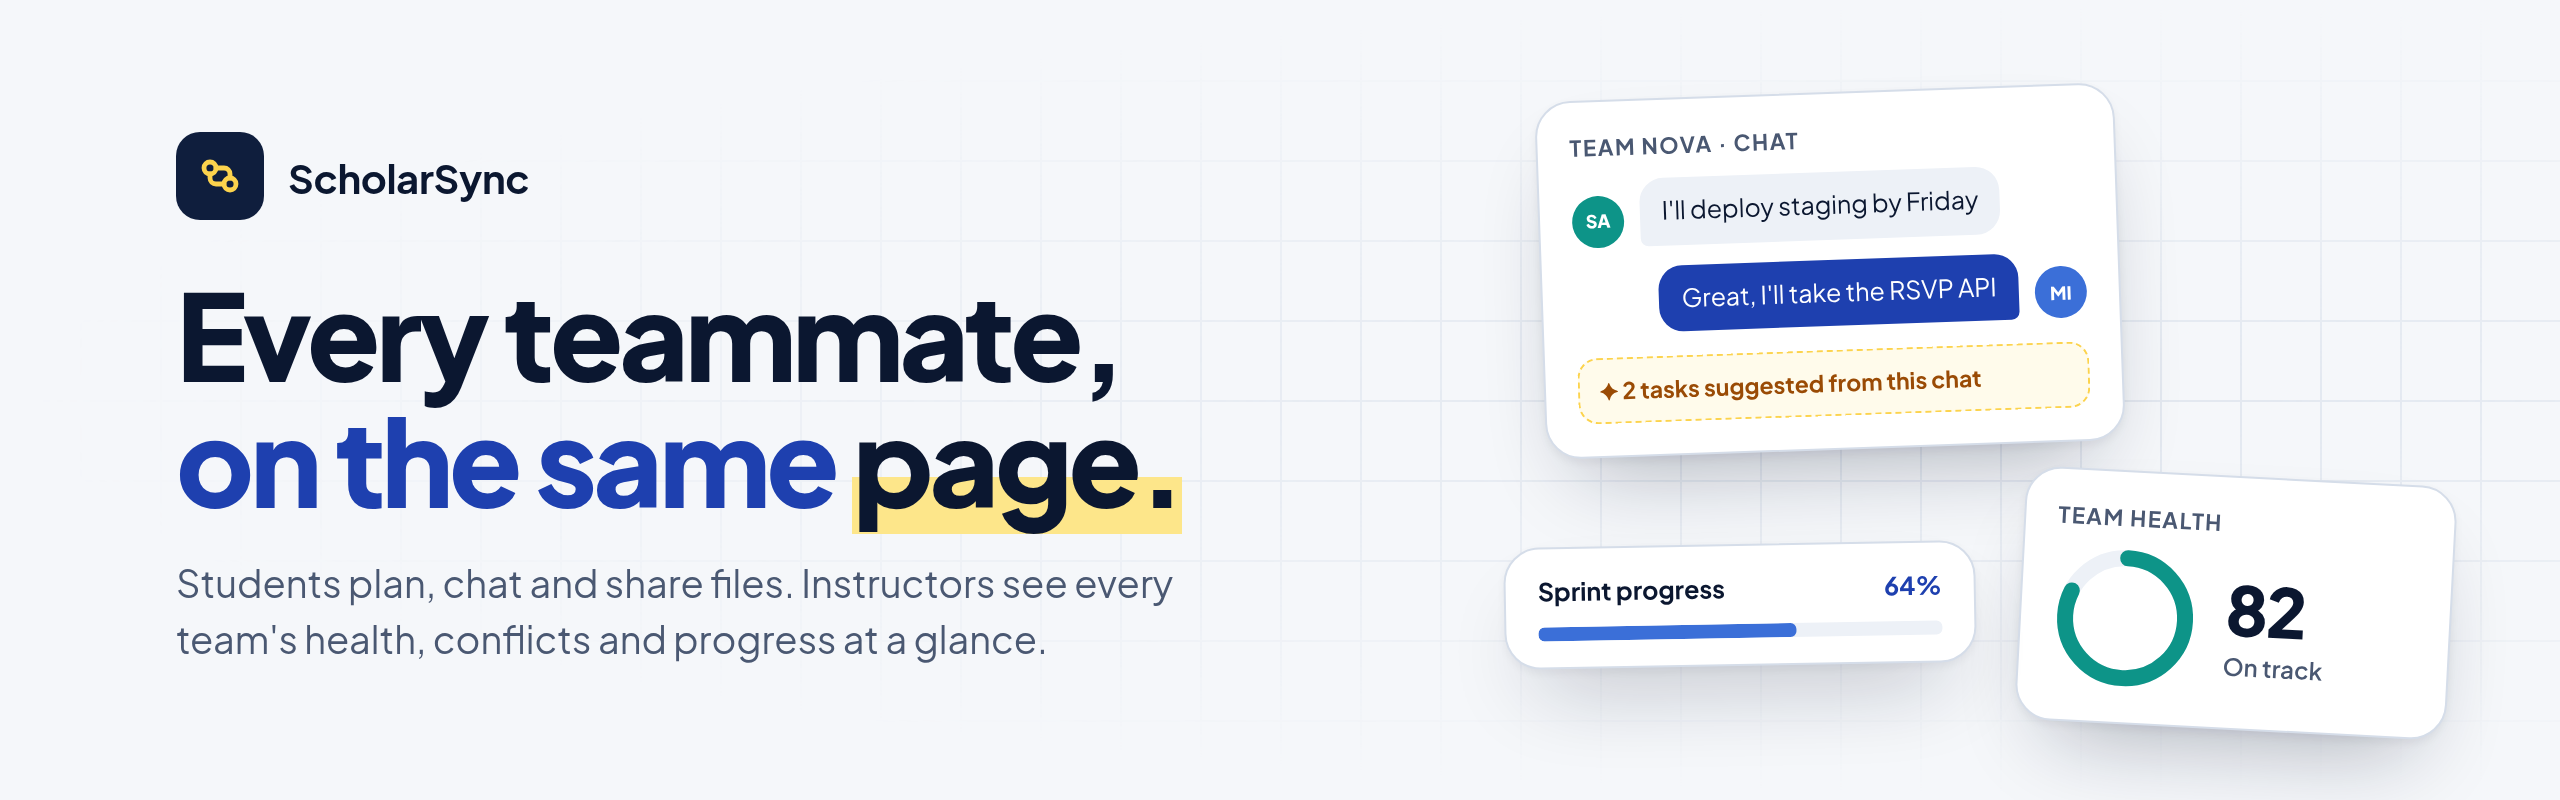 ScholarSync
Every teammate,
on the same page.
Students plan, chat and share files. Instructors see every
team's health, conflicts and progress at a glance.
TEAM NOVA · CHAT
SA
I'll deploy staging by Friday
Great, I'll take the RSVP API
MI
✦ 2 tasks suggested from this chat
Sprint progress
64%
TEAM HEALTH
82
On track